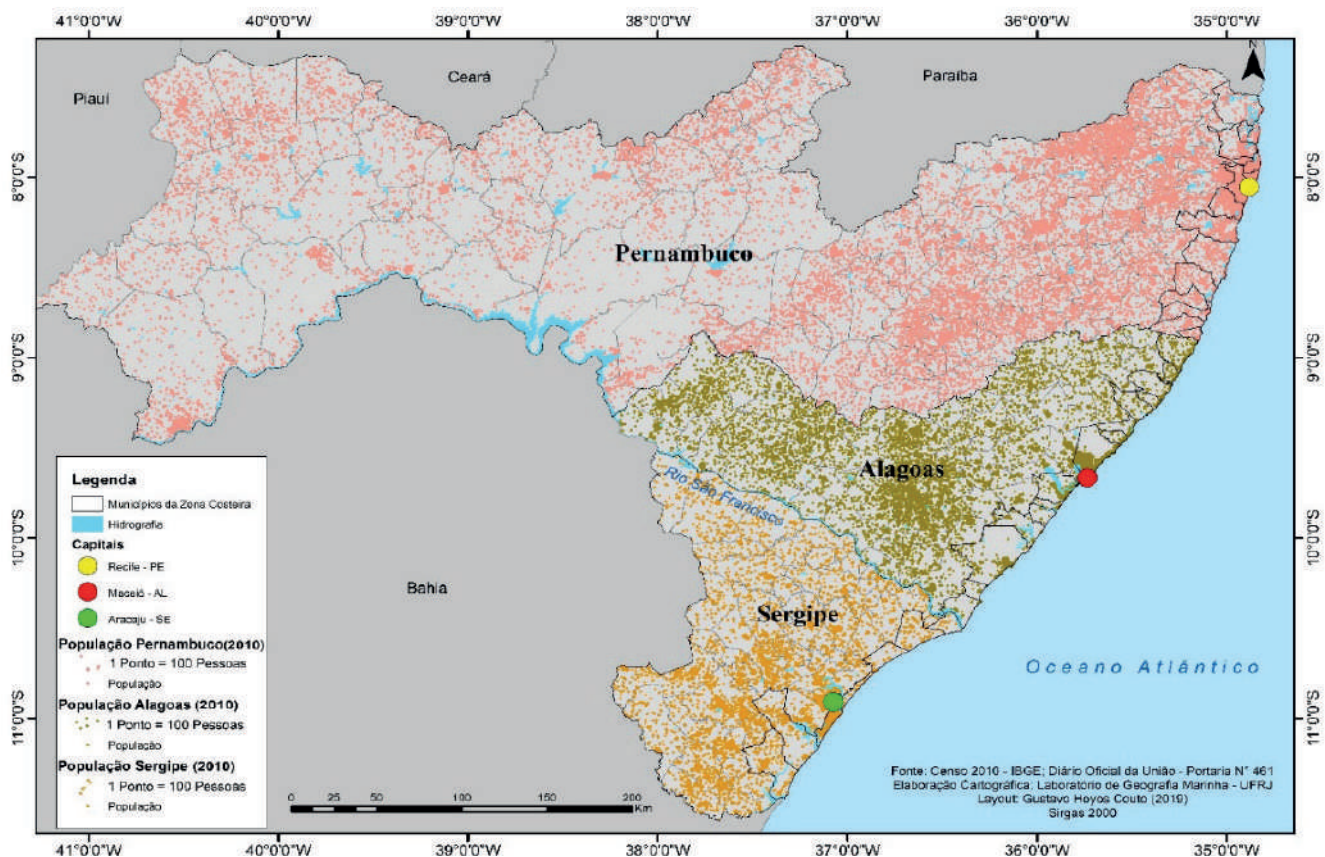 41°0'0"W 40°0'0"W 39°0'0"W 38°0'0"W 37°0'0"W 36°0'0"W 35°0'0"W
Piauí
Ceará
Paraíba
N
8°0'0"S
8°0'0"S
Pernambuco
9°0'0"S
9°0'0"S
Alagoas
Rio São Francisco
10°0'0"S
10°0'0"S
Bahia
Sergipe
Oceano Atlântico
11°0'0"S
11°0'0"S
Legenda
Municípios da Zona Costeira
Hidrografia
Capitais
Recife - PE
Maceió - AL
Aracaju - SE
População Pernambuco(2010)
1 Ponto = 100 Pessoas
População
População Alagoas (2010)
1 Ponto = 100 Pessoas
População
População Sergipe (2010)
1 Ponto = 100 Pessoas
População
0 25 50 100 150 200
Km
Fonte: Censo 2010 - IBGE; Diário Oficial da União - Portaria N° 461
Elaboração Cartográfica: Laboratório de Geografia Marinha - UFRJ
Layout: Gustavo Hoyos Couto (2019)
Sirgas 2000
41°0'0"W 40°0'0"W 39°0'0"W 38°0'0"W 37°0'0"W 36°0'0"W 35°0'0"W